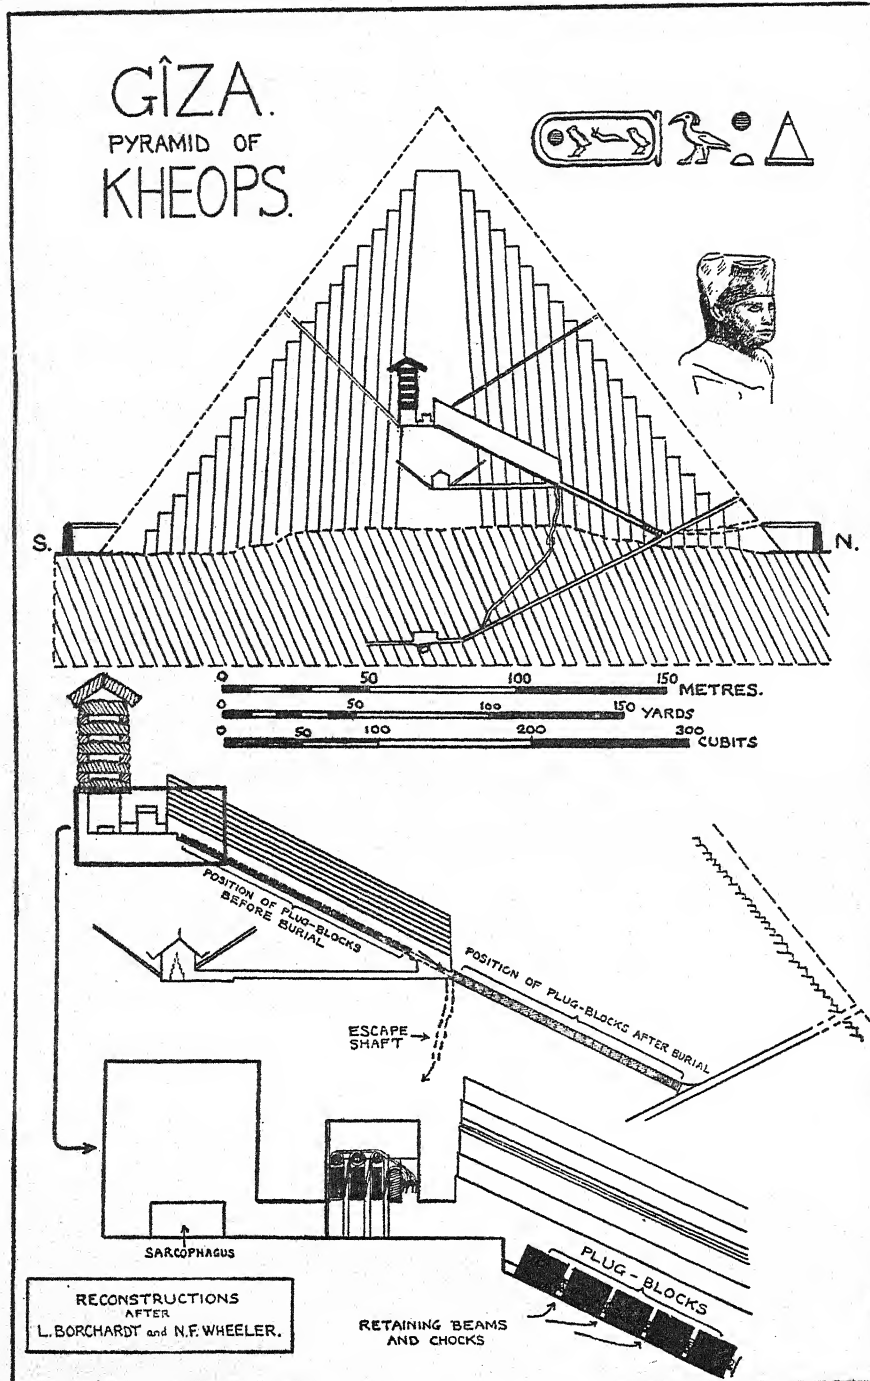 GÎZA.
PYRAMID OF
KHEOPS.
S.
N.
0 50 100 150 METRES.
0 50 100 150 YARDS
0 50 100 200 300 CUBITS
POSITION OF PLUG-BLOCKS
BEFORE BURIAL
POSITION OF PLUG-BLOCKS AFTER BURIAL
ESCAPE
SHAFT
SARCOPHAGUS
PLUG-BLOCKS
RETAINING BEAMS
AND CHOCKS
RECONSTRUCTIONS
AFTER
L. BORCHARDT and N.F. WHEELER.